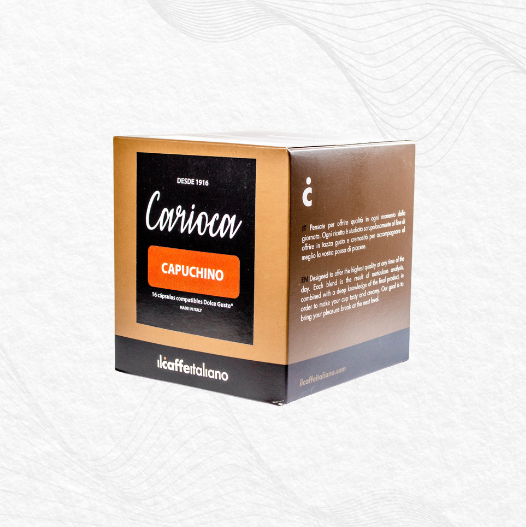 DESDE 1916
Carioca
CAPUCHINO
16 cápsulas compatibles Dolce Gusto*
MADE IN ITALY
ilcaffeitaliano
IT Pensato per offrire qualità in ogni momento della
giornata. Ogni ricetta è studiata scrupolosamente al fine di
offrire in tazza gusto e cremosità per accompagnare al
meglio la vostra pausa di piacere.
EN Designed to offer the highest quality at any time of the
day. Each blend is the result of meticulous analysis,
combined with a deep knowledge of the final product in
order to make your cup tasty and creamy. Our goal is to
bring your pleasure break at the next level.
ilcaffeitaliano.com